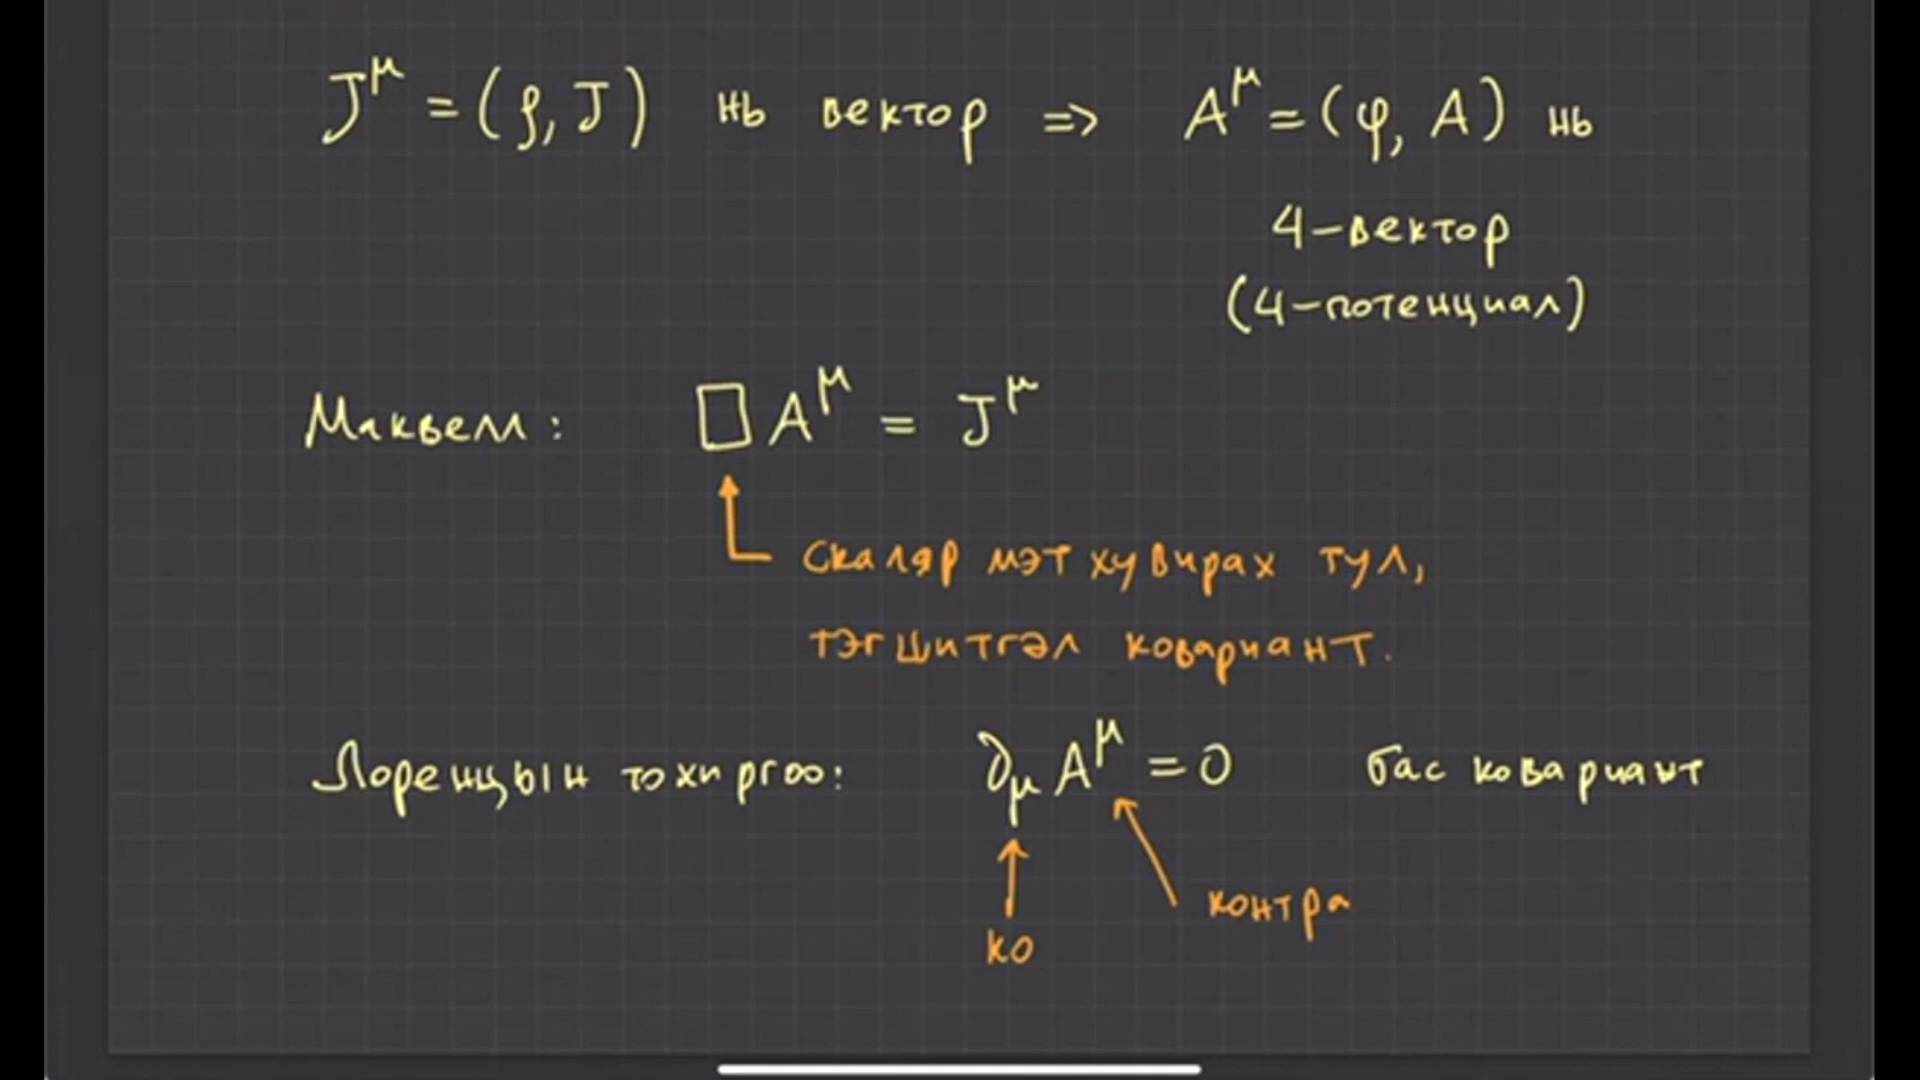 J^μ = (ρ, J) нь вектор => A^μ = (φ, A) нь
4-вектор
(4-потенциал)
Маквелл: □ A^μ = J^μ
скаляр мэт хувирах тул,
тэгшитгэл ковариант.
Лоренцын тохиргоо: ∂_μ A^μ = 0 бас ковариант
контра
ко